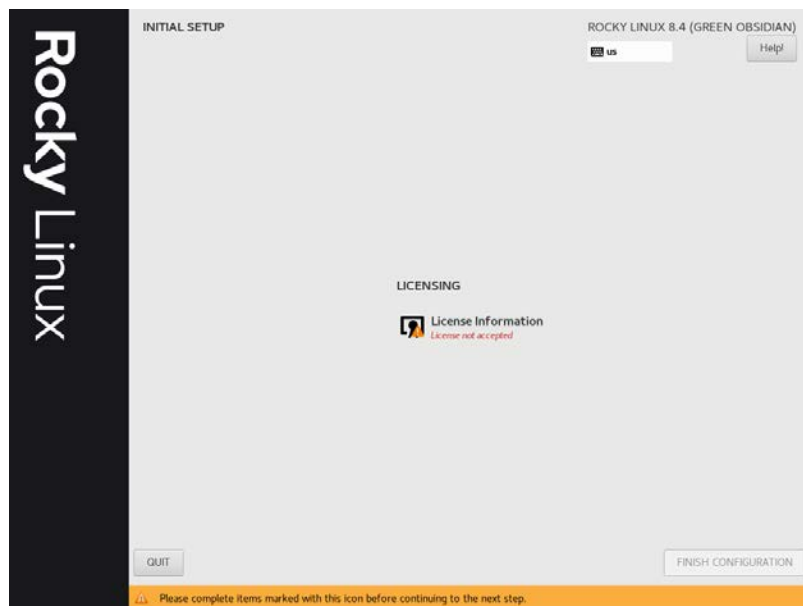 Rocky Linux
INITIAL SETUP
ROCKY LINUX 8.4 (GREEN OBSIDIAN)
us
Help!
LICENSING
License Information
License not accepted
QUIT
FINISH CONFIGURATION
Please complete items marked with this icon before continuing to the next step.